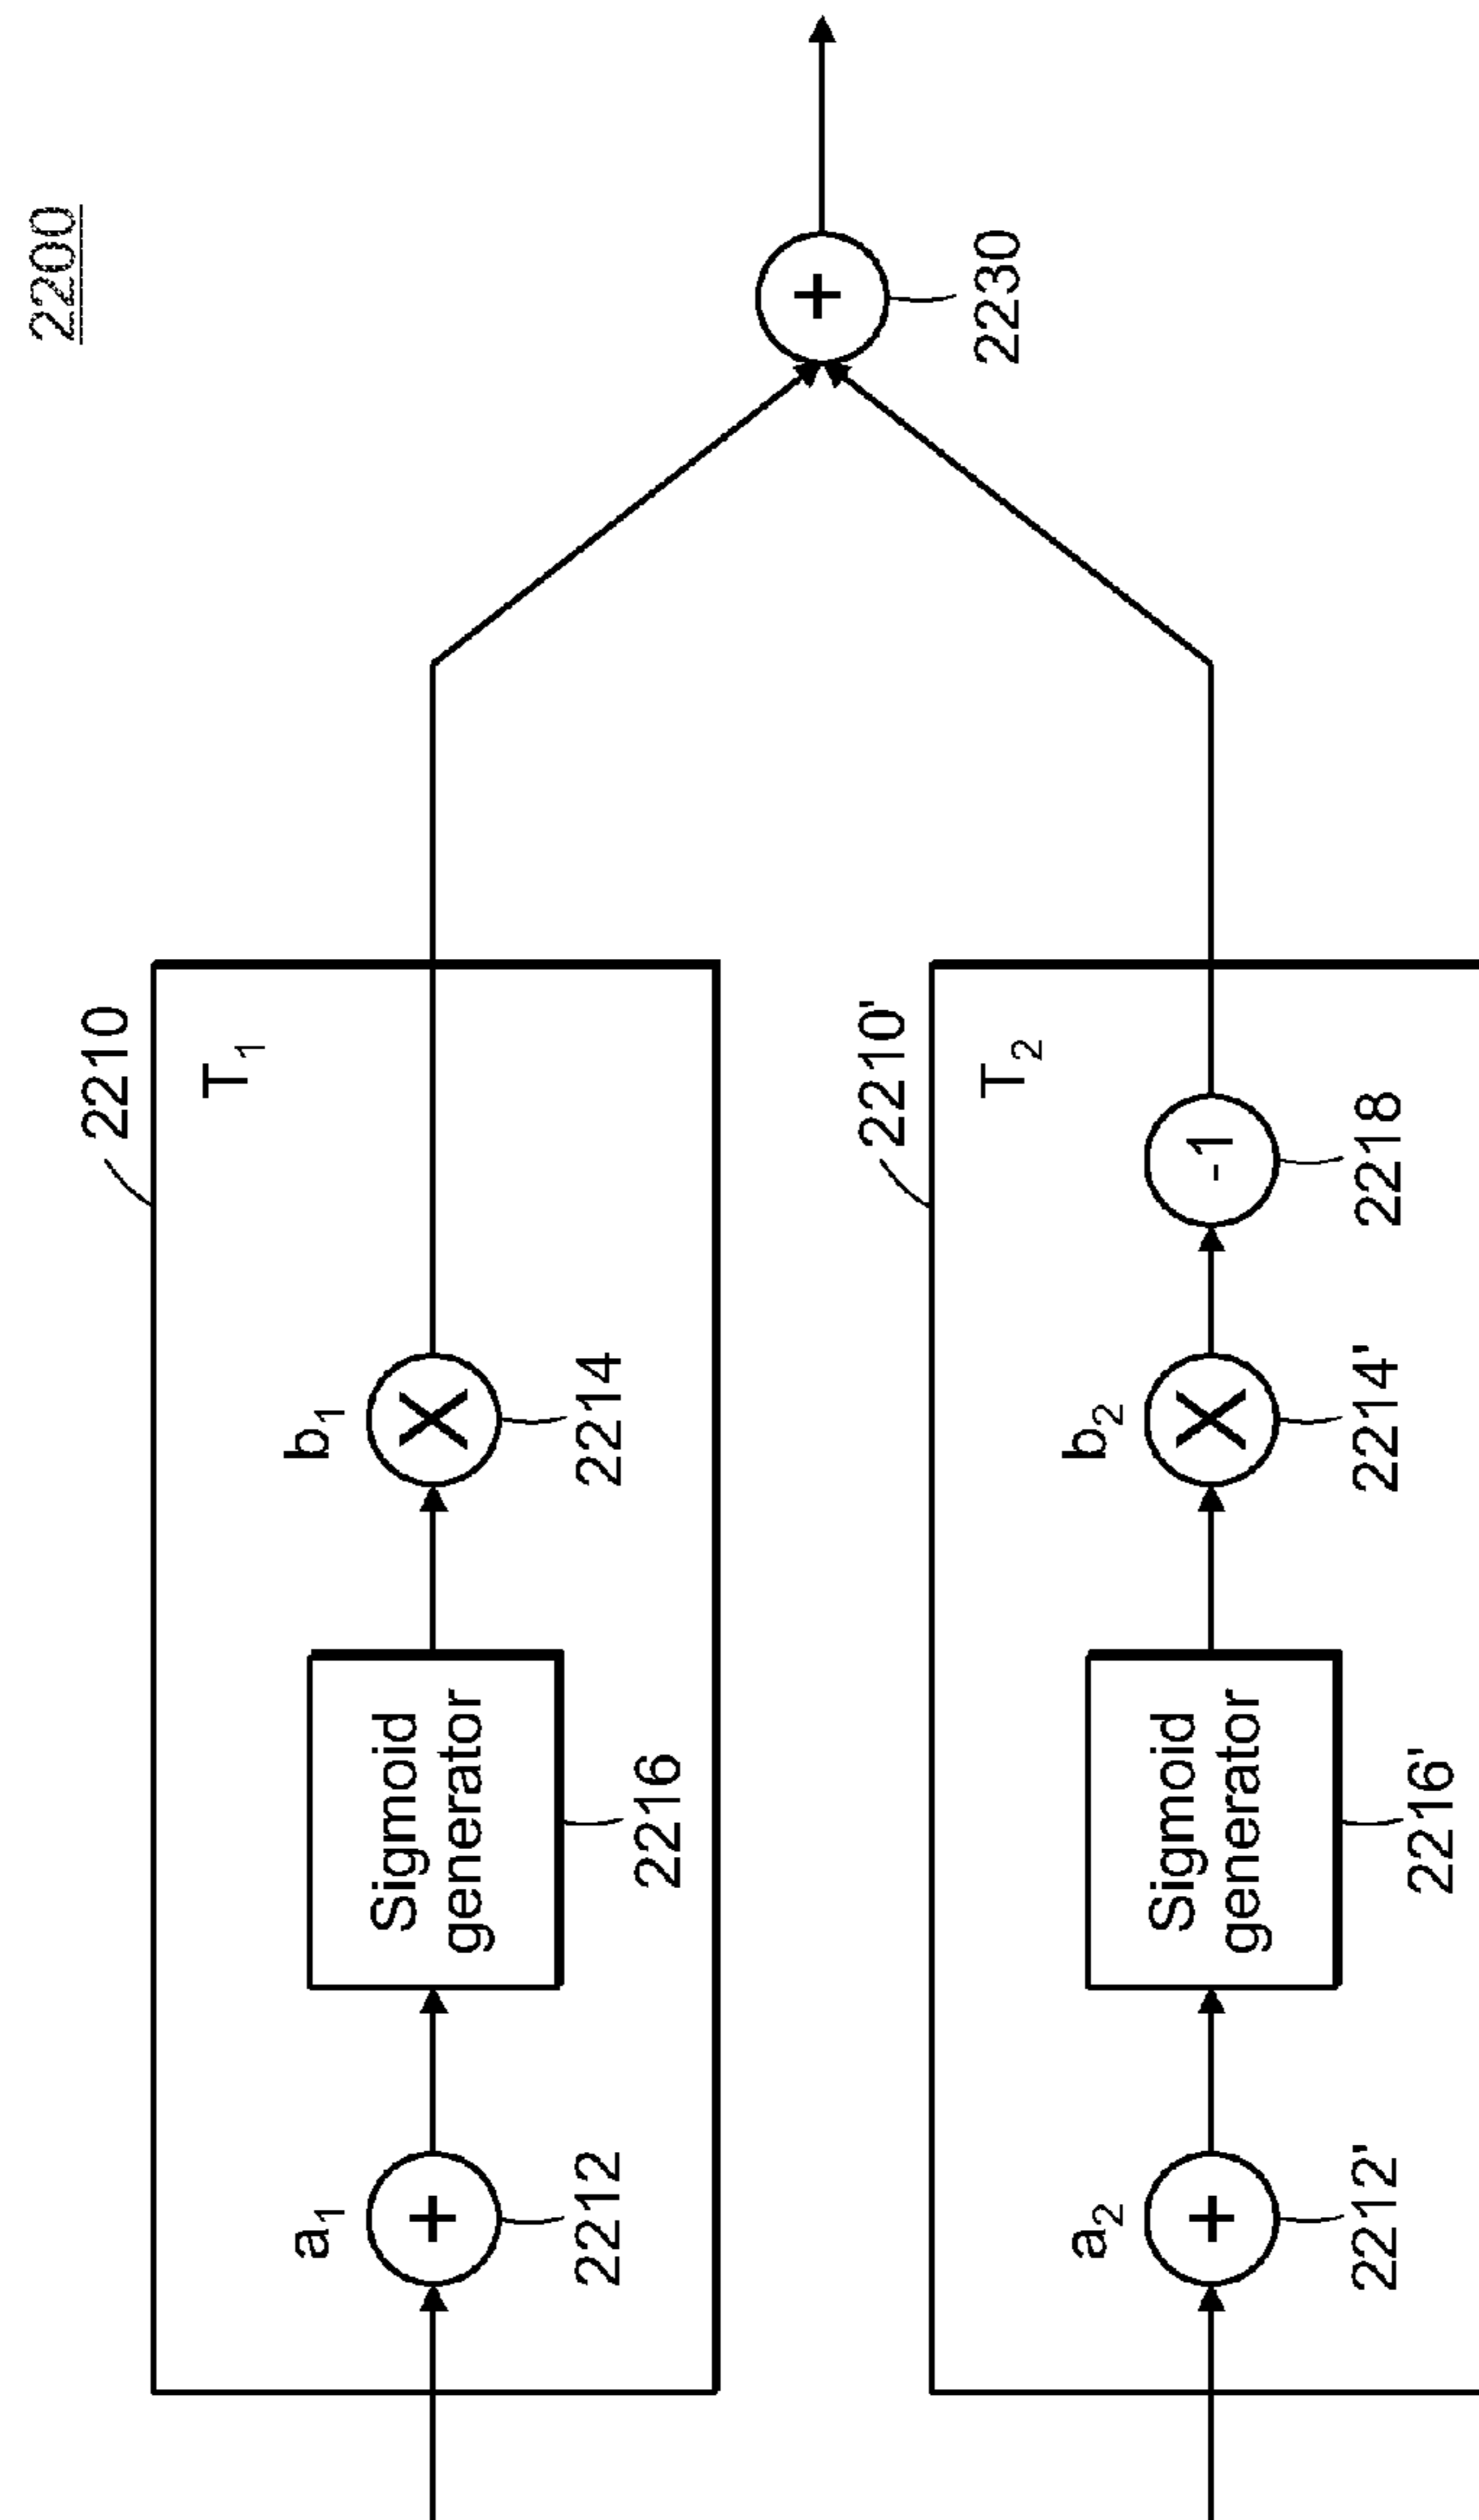 2200
2210
T1
a1
+
2212
Sigmoid
generator
2216
b1
X
2214
2210'
T2
a2
+
2212'
Sigmoid
generator
2216'
b2
X
2214'
-1
2218
+
2230